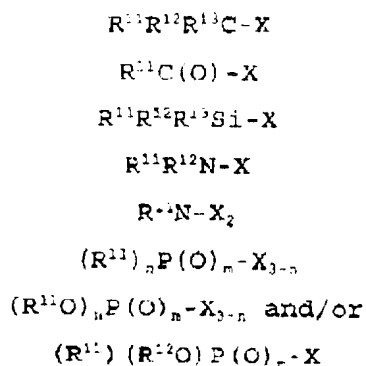 R¹¹R¹²R¹³C-X
R¹¹C(O)-X
R¹¹R¹²R¹³Si-X
R¹¹R¹²N-X
R¹¹N-X₂
(R¹¹)ₙP(O)ₘ-X₃₋ₙ
(R¹¹O)ₙP(O)ₘ-X₃₋ₙ and/or
(R¹¹)(R¹²O)P(O)ₘ-X